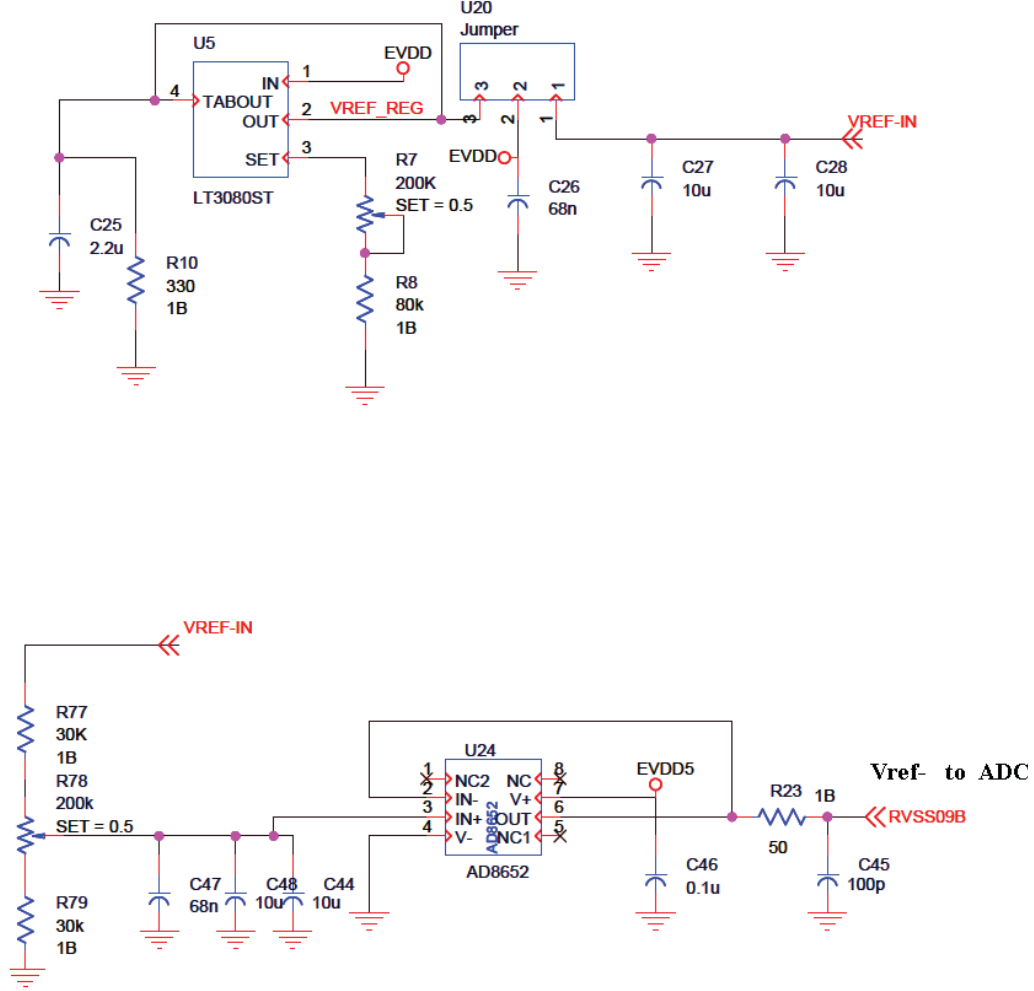 U20
Jumper
U5
EVDD
1
IN
4
TABOUT
2
OUT
VREF_REG
3
SET
LT3080ST
3
2
1
3
2
1
VREF-IN
EVDD
R7
200K
SET = 0.5
C26
68n
C27
10u
C28
10u
C25
2.2u
R10
330
1B
R8
80k
1B
VREF-IN
R77
30K
1B
R78
200k
SET = 0.5
R79
30k
1B
C47
68n
C48
10u
C44
10u
U24
1
NC2
2
IN-
3
IN+
4
V-
AD8652
8
NC
7
V+
6
OUT
5
NC1
AD8652
EVDD5
C46
0.1u
R23
1B
50
Vref- to ADC
RVSS09B
C45
100p